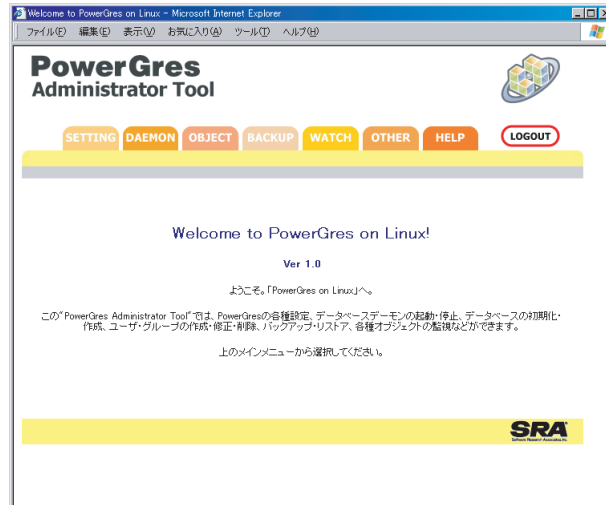 Welcome to PowerGres on Linux - Microsoft Internet Explorer
ファイル(F) 編集(E) 表示(V) お気に入り(A) ツール(T) ヘルプ(H)
PowerGres
Administrator Tool
SETTING DAEMON OBJECT BACKUP WATCH OTHER HELP LOGOUT
Welcome to PowerGres on Linux!
Ver 1.0
ようこそ。「PowerGres on Linux」へ。
この"PowerGres Administrator Tool"では、PowerGresの各種設定、データベースデーモンの起動・停止、データベースの初期化・
作成、ユーザ・グループの作成・修正・削除、バックアップ・リストア、各種オブジェクトの監視などができます。
上のメインメニューから選択してください。
SRA
Software Research Associates, Inc.